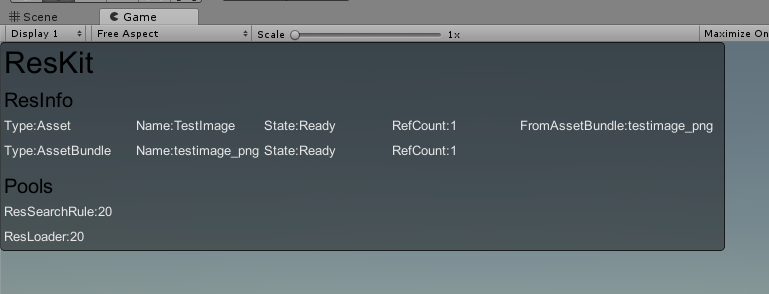 Scene Game
Display 1 Free Aspect Scale 1x Maximize On
ResKit
ResInfo
Type:Asset Name:TestImage State:Ready RefCount:1 FromAssetBundle:testimage_png
Type:AssetBundle Name:testimage_png State:Ready RefCount:1
Pools
ResSearchRule:20
ResLoader:20